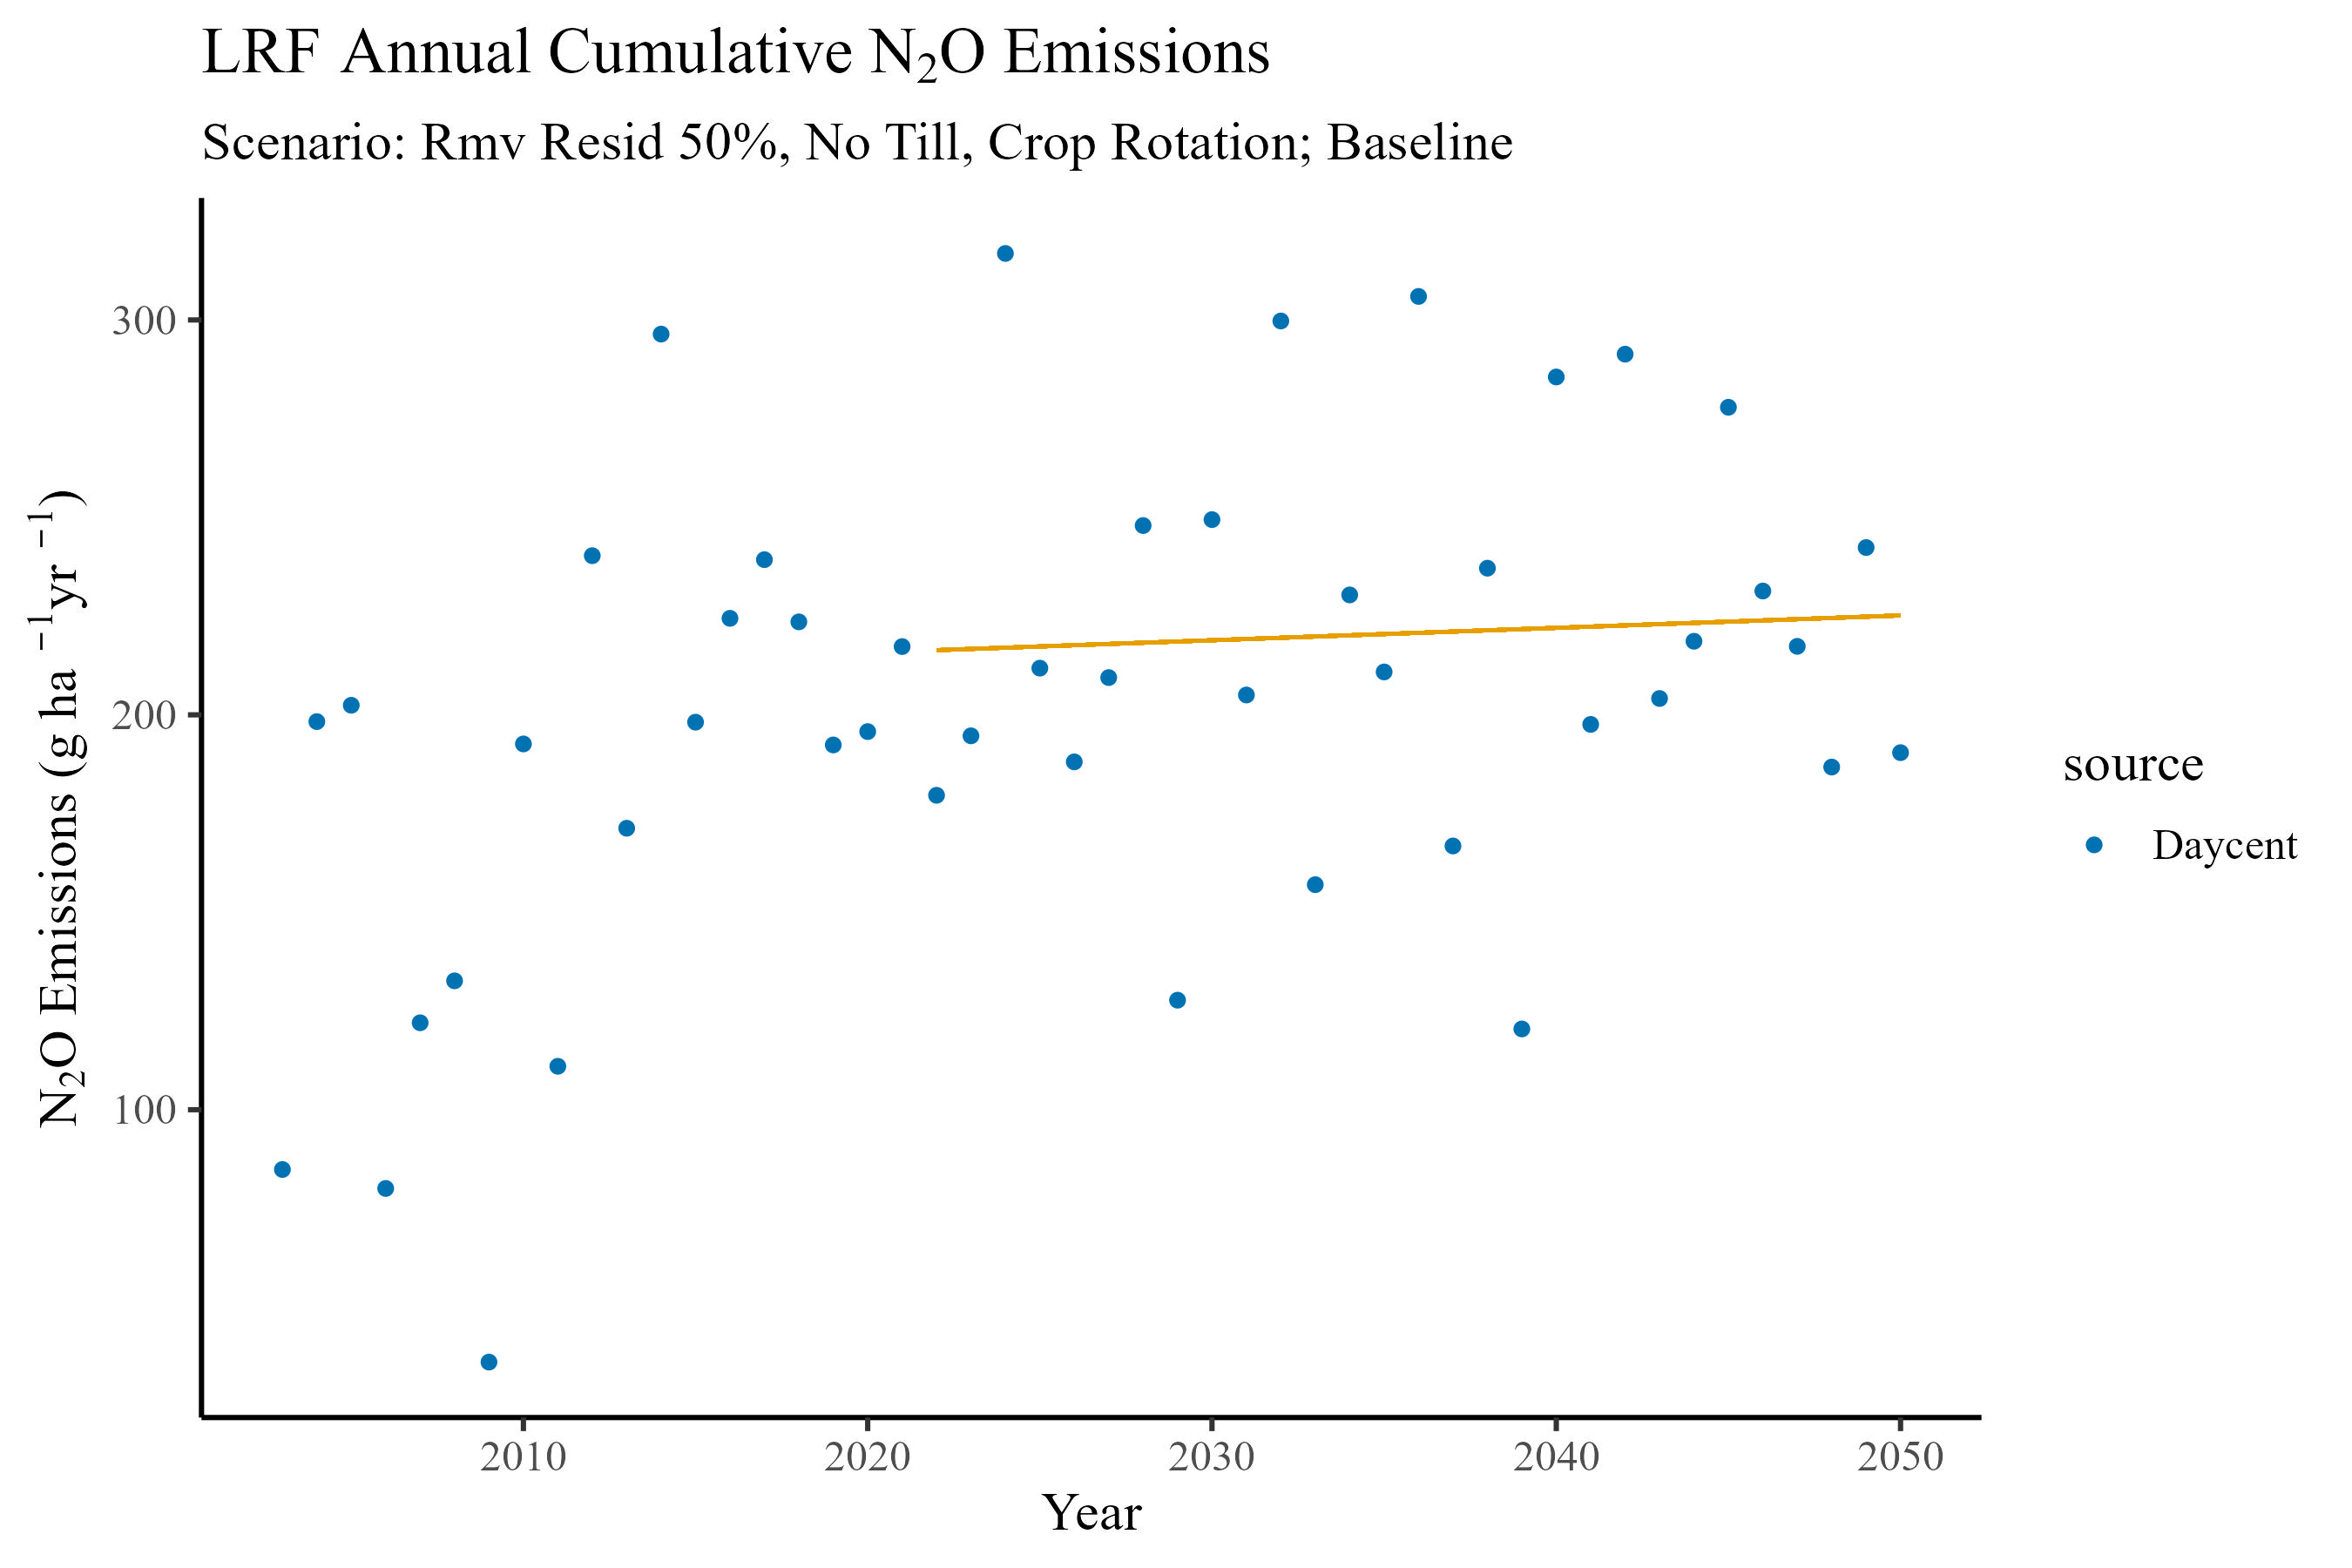 LRF Annual Cumulative N₂O Emissions
Scenario: Rmv Resid 50%, No Till, Crop Rotation; Baseline
N₂O Emissions (g ha⁻¹yr⁻¹)
300
200
100
2010 2020 2030 2040 2050
Year
source
Daycent